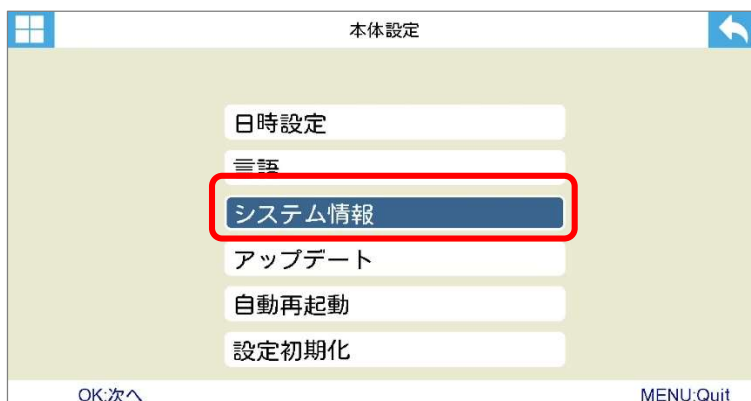 本体設定
日時設定
言語
システム情報
アップデート
自動再起動
設定初期化
OK:次へ MENU:Quit